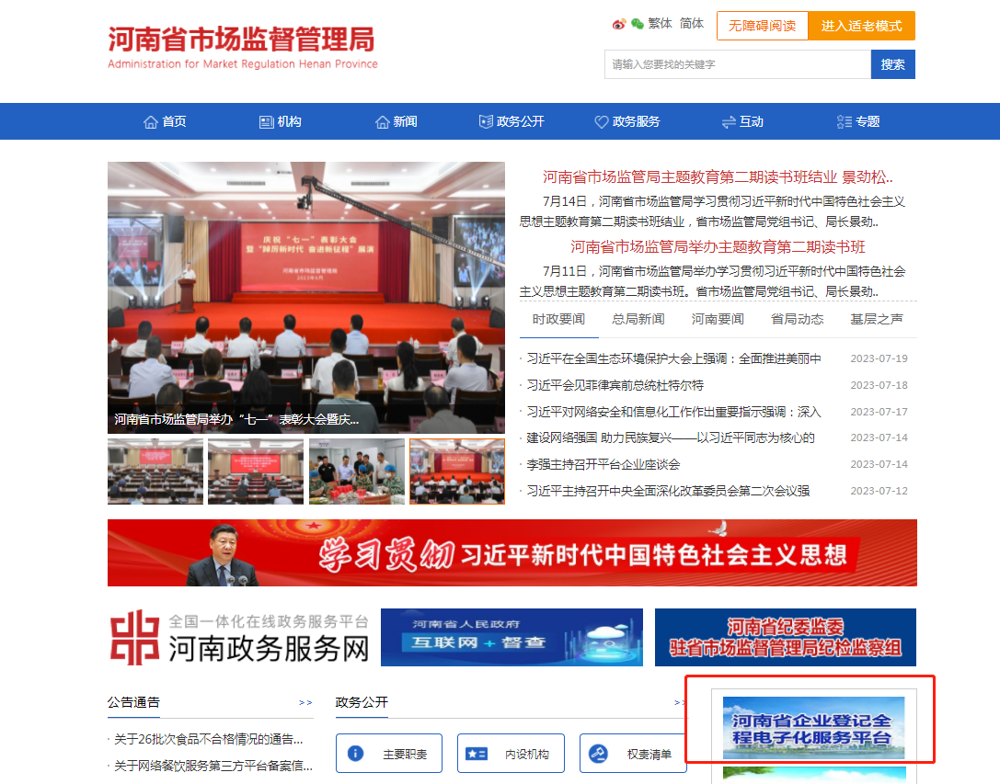 河南省市场监督管理局
Administration for Market Regulation Henan Province
繁体 简体
无障碍阅读 进入适老模式
请输入您要找的关键字 搜索
首页 机构 新闻 政务公开 政务服务 互动 专题
庆祝“七一”表彰大会
暨“踔厉新时代 奋进新征程”展演
河南省市场监督管理局
2023年6月
河南省市场监管局举办“七一”表彰大会暨庆...
河南省市场监管局主题教育第二期读书班结业 景劲松..
7月14日，河南省市场监管局学习贯彻习近平新时代中国特色社会主义
思想主题教育第二期读书班结业，省市场监管局党组书记、局长景劲..
河南省市场监管局举办主题教育第二期读书班
7月11日，河南省市场监管局举办学习贯彻习近平新时代中国特色社会
主义思想主题教育第二期读书班。省市场监管局党组书记、局长景劲..
时政要闻 总局新闻 河南要闻 省局动态 基层之声
· 习近平在全国生态环境保护大会上强调：全面推进美丽中 2023-07-19
· 习近平会见菲律宾前总统杜特尔特 2023-07-18
· 习近平对网络安全和信息化工作作出重要指示强调：深入 2023-07-17
· 建设网络强国 助力民族复兴——以习近平同志为核心的 2023-07-14
· 李强主持召开平台企业座谈会 2023-07-14
· 习近平主持召开中央全面深化改革委员会第二次会议强 2023-07-12
学习贯彻习近平新时代中国特色社会主义思想
全国一体化在线政务服务平台
河南政务服务网
河南省人民政府
互联网+督查
河南省纪委监委
驻省市场监督管理局纪检监察组
公告通告 >>
· 关于26批次食品不合格情况的通告...
· 关于网络餐饮服务第三方平台备案信...
政务公开 >>
主要职责 内设机构 权责清单
河南省企业登记全
程电子化服务平台